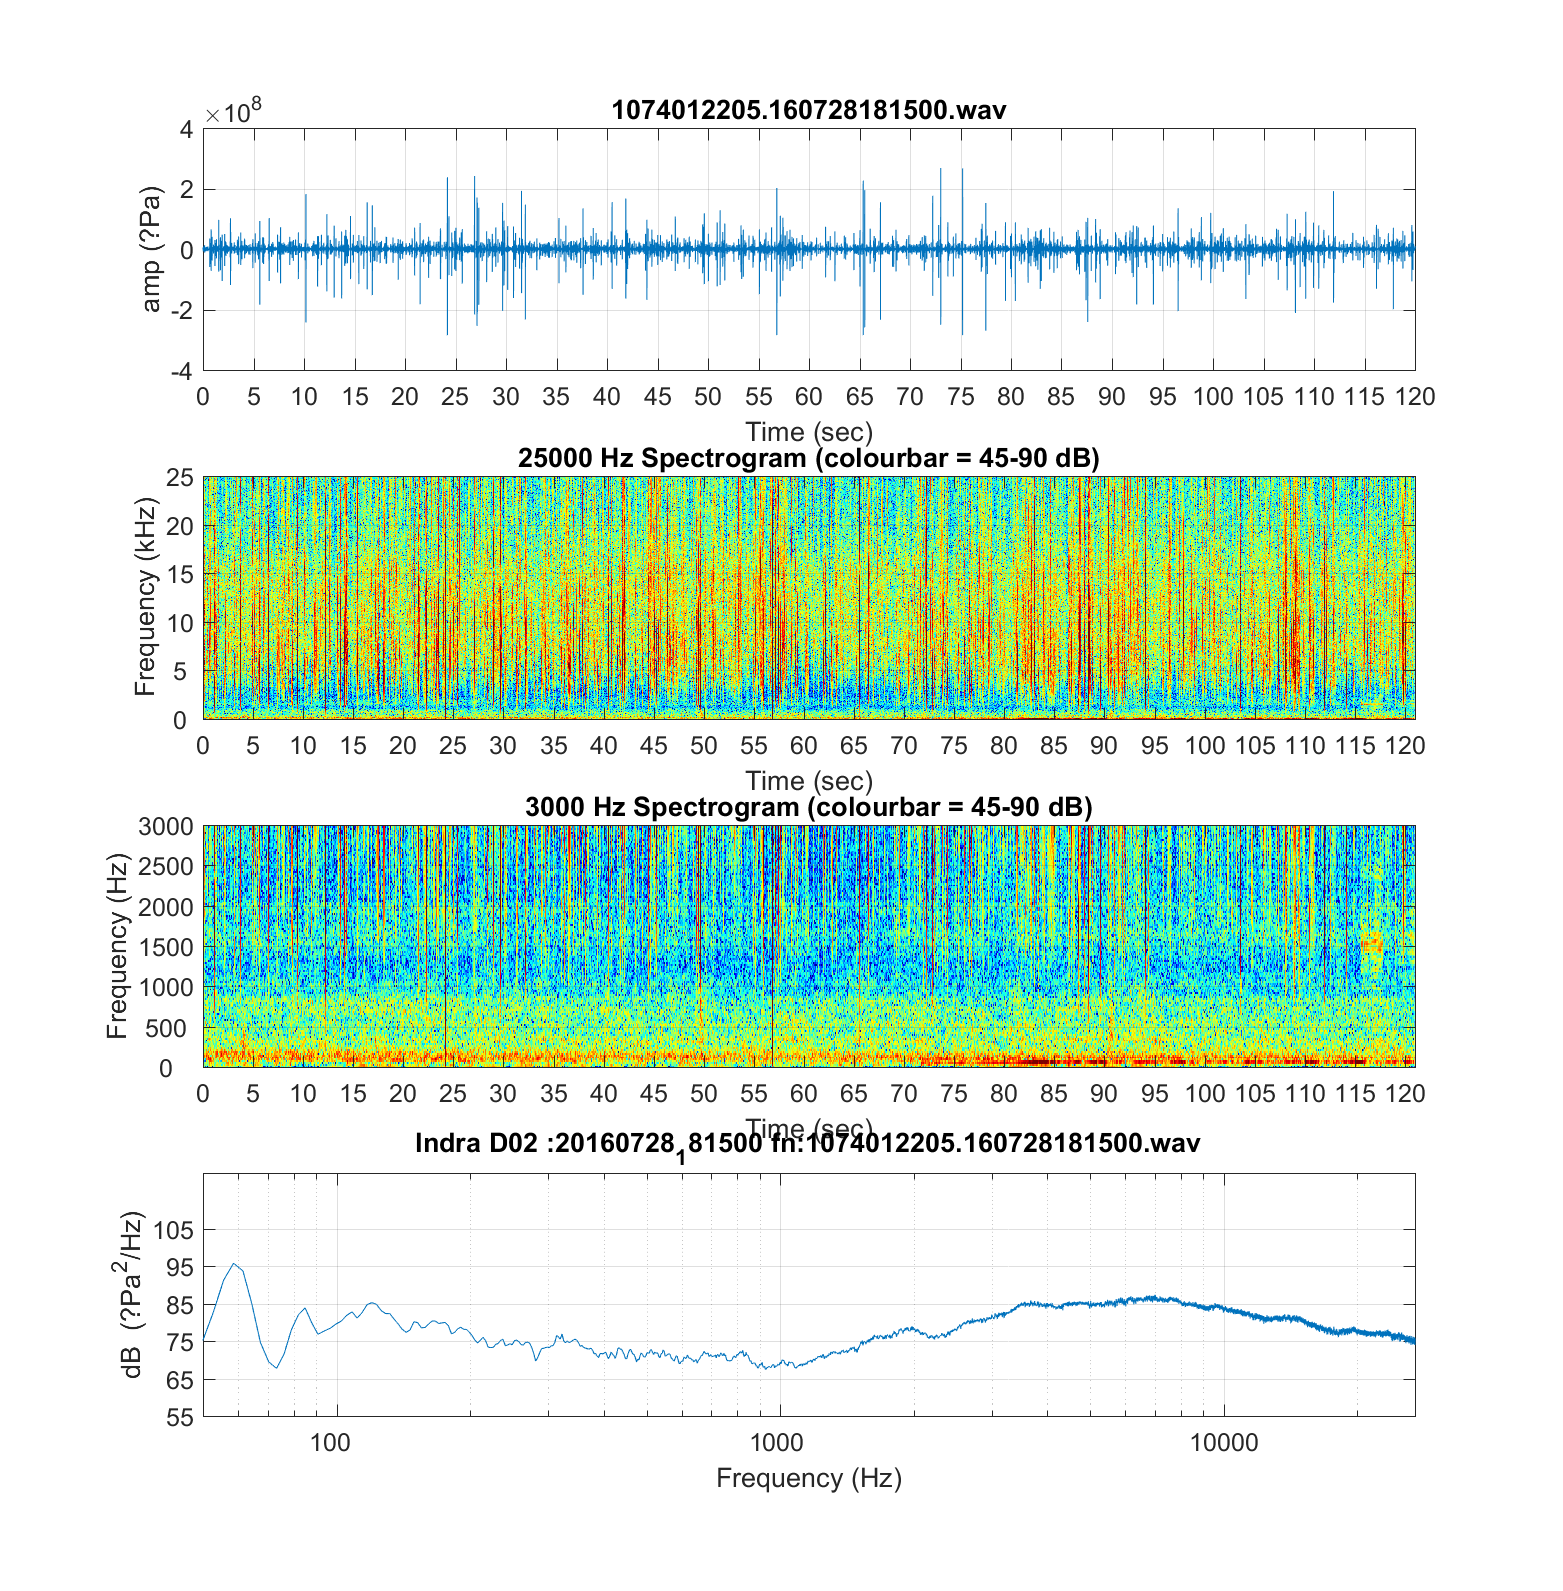 ×10^8
1074012205.160728181500.wav
4
2
0
-2
-4
amp (?Pa)
0 5 10 15 20 25 30 35 40 45 50 55 60 65 70 75 80 85 90 95 100 105 110 115 120
Time (sec)
25000 Hz Spectrogram (colourbar = 45-90 dB)
25
20
15
10
5
0
Frequency (kHz)
0 5 10 15 20 25 30 35 40 45 50 55 60 65 70 75 80 85 90 95 100 105 110 115 120
Time (sec)
3000 Hz Spectrogram (colourbar = 45-90 dB)
3000
2500
2000
1500
1000
500
0
Frequency (Hz)
0 5 10 15 20 25 30 35 40 45 50 55 60 65 70 75 80 85 90 95 100 105 110 115 120
Time (sec)
Indra D02 :20160728_181500 fn:1074012205.160728181500.wav
105
95
85
75
65
55
dB (?Pa^2/Hz)
100 1000 10000
Frequency (Hz)